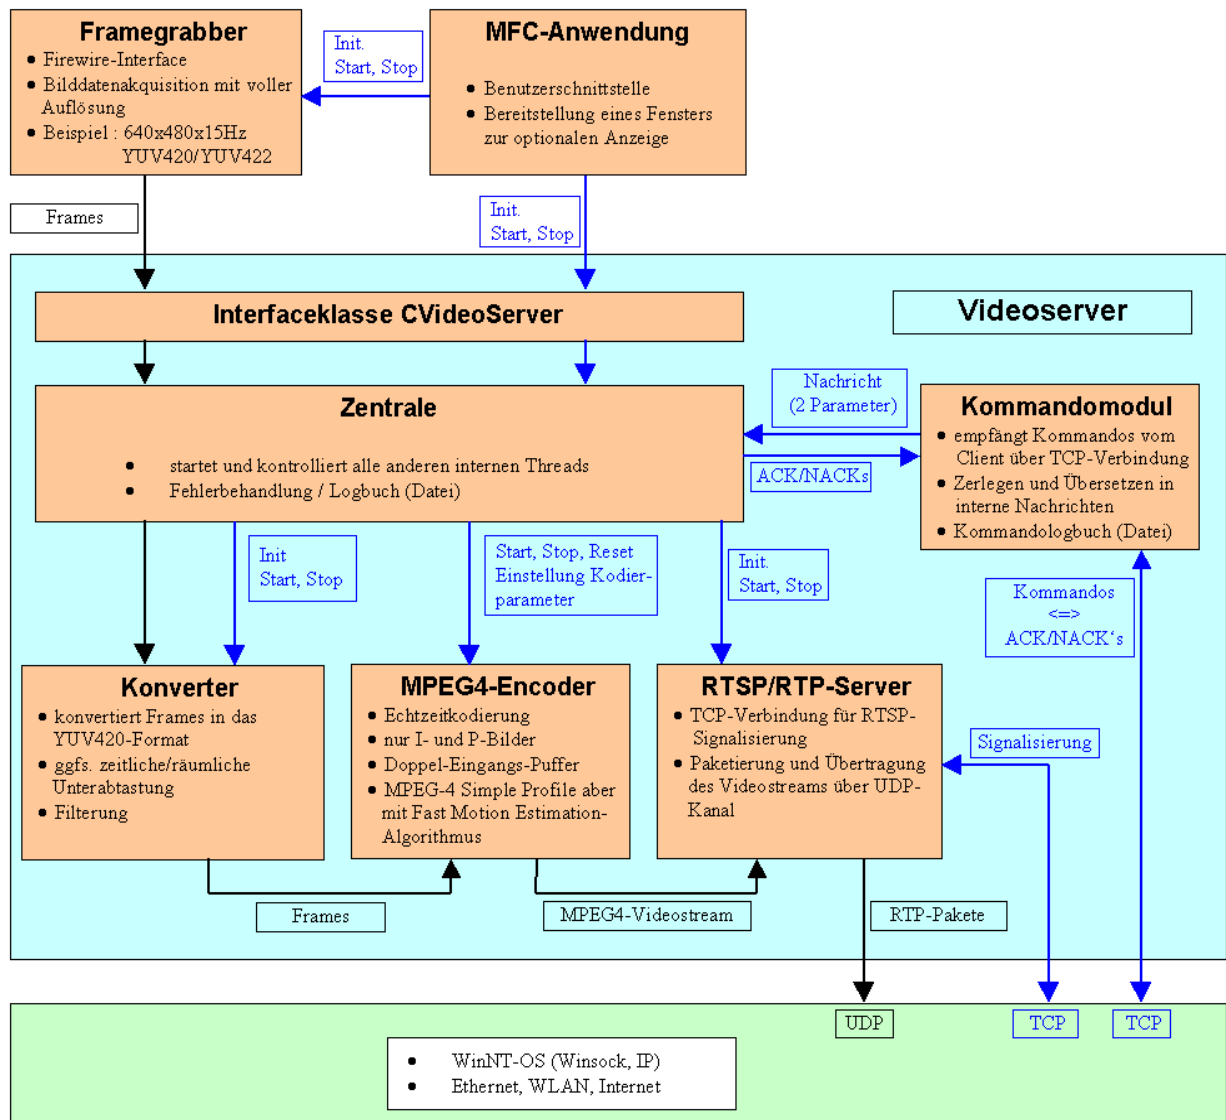 Framegrabber
• Firewire-Interface
• Bilddatenakquisition mit voller
Auflösung
• Beispiel : 640x480x15Hz
YUV420/YUV422
Init.
Start, Stop
MFC-Anwendung
• Benutzerschnittstelle
• Bereitstellung eines Fensters
zur optionalen Anzeige
Frames
Init.
Start, Stop
Interfaceklasse CVideoServer
Videoserver
Zentrale
• startet und kontrolliert alle anderen internen Threads
• Fehlerbehandlung / Logbuch (Datei)
Nachricht
(2 Parameter)
ACK/NACKs
Kommandomodul
• empfängt Kommandos vom
Client über TCP-Verbindung
• Zerlegen und Übersetzen in
interne Nachrichten
• Kommandologbuch (Datei)
Init
Start, Stop
Start, Stop, Reset
Einstellung Kodier-
parameter
Init.
Start, Stop
Kommandos
<=>
ACK/NACK‘s
Konverter
• konvertiert Frames in das
YUV420-Format
• ggfs. zeitliche/räumliche
Unterabtastung
• Filterung
MPEG4-Encoder
• Echtzeitkodierung
• nur I- und P-Bilder
• Doppel-Eingangs-Puffer
• MPEG-4 Simple Profile aber
mit Fast Motion Estimation-
Algorithmus
RTSP/RTP-Server
• TCP-Verbindung für RTSP-
Signalisierung
• Paketierung und Übertragung
des Videostreams über UDP-
Kanal
Signalisierung
Frames
MPEG4-Videostream
RTP-Pakete
UDP
TCP
TCP
• WinNT-OS (Winsock, IP)
• Ethernet, WLAN, Internet